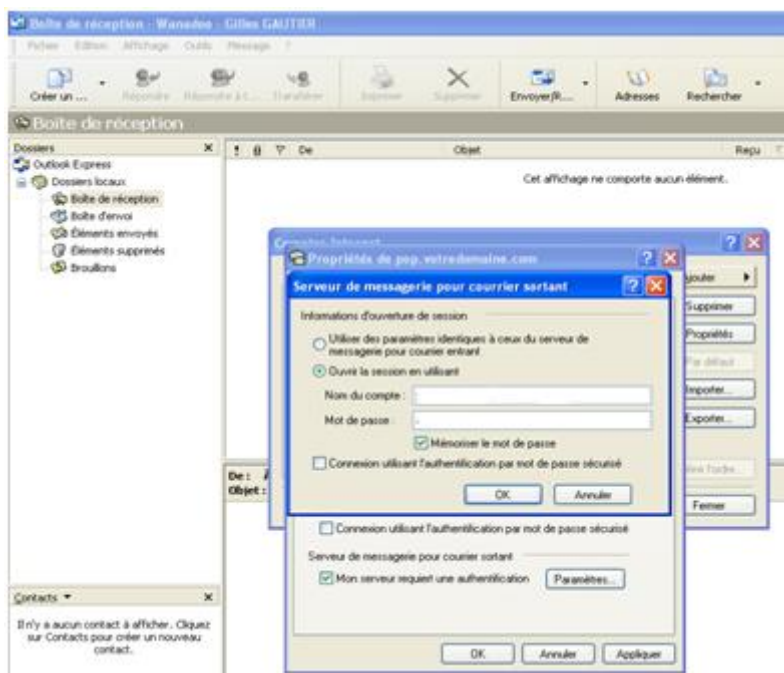 Boîte de réception - Wanadoo - Gilles GAUTIER
Fichier Edition Affichage Outils Message ?
Créer un ... Répondre Répondre à t... Transférer Imprimer Supprimer Envoyer/R... Adresses Rechercher
Boîte de réception
Dossiers
Outlook Express
Dossiers locaux
Boîte de réception
Boîte d'envoi
Éléments envoyés
Éléments supprimés
Brouillons
De Objet Reçu
Cet affichage ne comporte aucun élément.
Comptes Internet
Propriétés de pop.votredomaine.com
Serveur de messagerie pour courrier sortant
Informations d'ouverture de session
Utiliser des paramètres identiques à ceux du serveur de
messagerie pour courrier entrant
Ouvrir la session en utilisant
Nom du compte :
Mot de passe :
Mémoriser le mot de passe
Connexion utilisant l'authentification par mot de passe sécurisé
OK Annuler
jouter
Supprimer
Propriétés
Par défaut
Importer...
Exporter...
Fermer
De :
Objet :
Connexion utilisant l'authentification par mot de passe sécurisé
Serveur de messagerie pour courrier sortant
Mon serveur requiert une authentification Paramètres...
OK Annuler Appliquer
Contacts
Il n'y a aucun contact à afficher. Cliquez
sur Contacts pour créer un nouveau
contact.